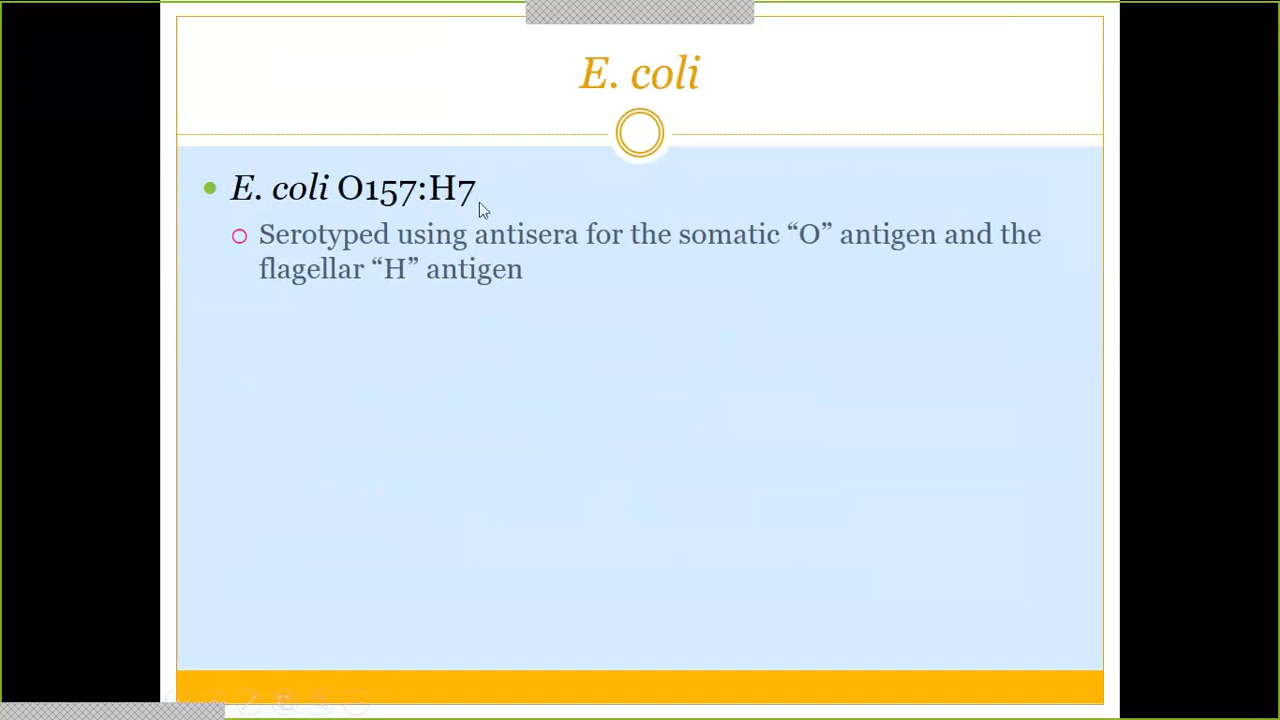 E. coli
E. coli O157:H7
Serotyped using antisera for the somatic “O” antigen and the
flagellar “H” antigen